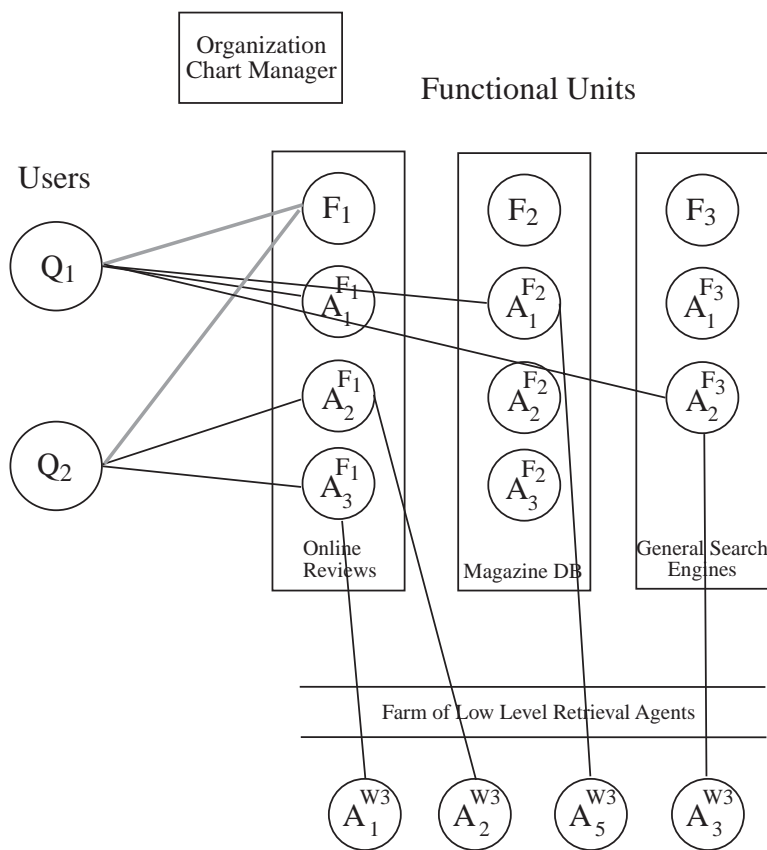 Organization
Chart Manager
Functional Units
Users
F1
F2
F3
Q1
A1F1
A1F2
A1F3
A2F1
A2F2
A2F3
Q2
A3F1
A3F2
Online
Reviews
Magazine DB
General Search
Engines
Farm of Low Level Retrieval Agents
A1W3
A2W3
A5W3
A3W3